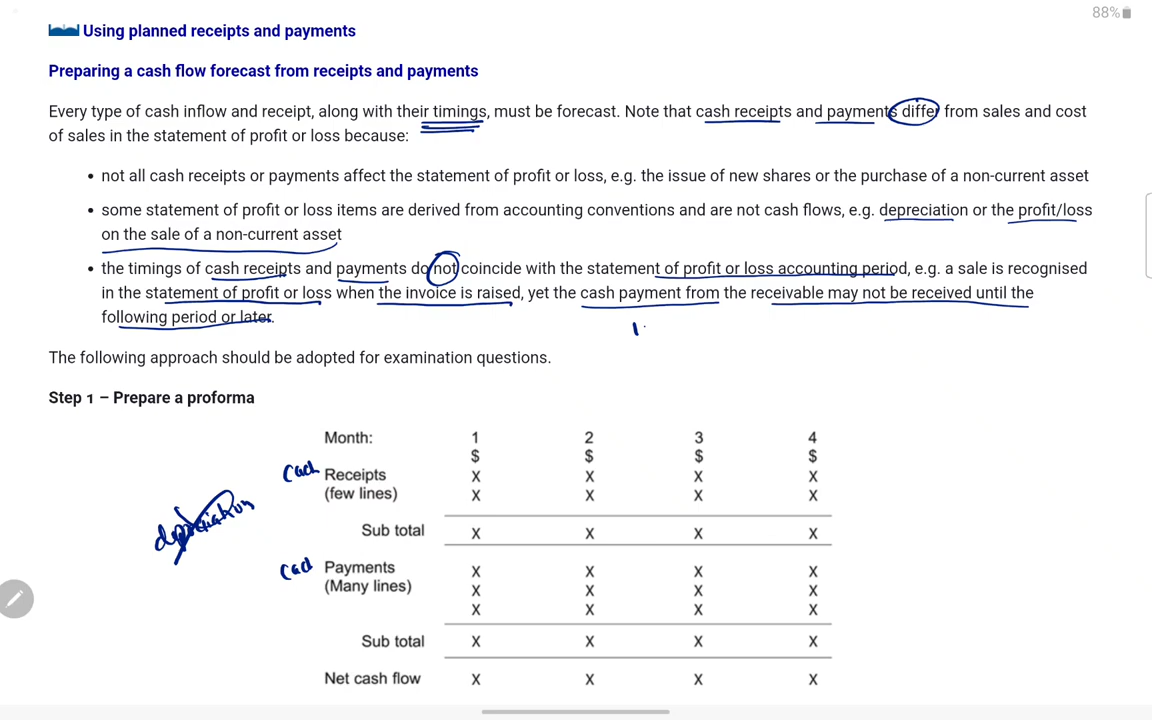 88%
Using planned receipts and payments
Preparing a cash flow forecast from receipts and payments
Every type of cash inflow and receipt, along with their timings, must be forecast. Note that cash receipts and payments differ from sales and cost
of sales in the statement of profit or loss because:
• not all cash receipts or payments affect the statement of profit or loss, e.g. the issue of new shares or the purchase of a non-current asset
• some statement of profit or loss items are derived from accounting conventions and are not cash flows, e.g. depreciation or the profit/loss
on the sale of a non-current asset
• the timings of cash receipts and payments do not coincide with the statement of profit or loss accounting period, e.g. a sale is recognised
in the statement of profit or loss when the invoice is raised, yet the cash payment from the receivable may not be received until the
following period or later.
The following approach should be adopted for examination questions.
Step 1 – Prepare a proforma
Month: 1 2 3 4
$ $ $ $
Cash Receipts X X X X
(few lines) X X X X
depreciation
Sub total X X X X
Cash Payments X X X X
(Many lines) X X X X
X X X X
Sub total X X X X
Net cash flow X X X X